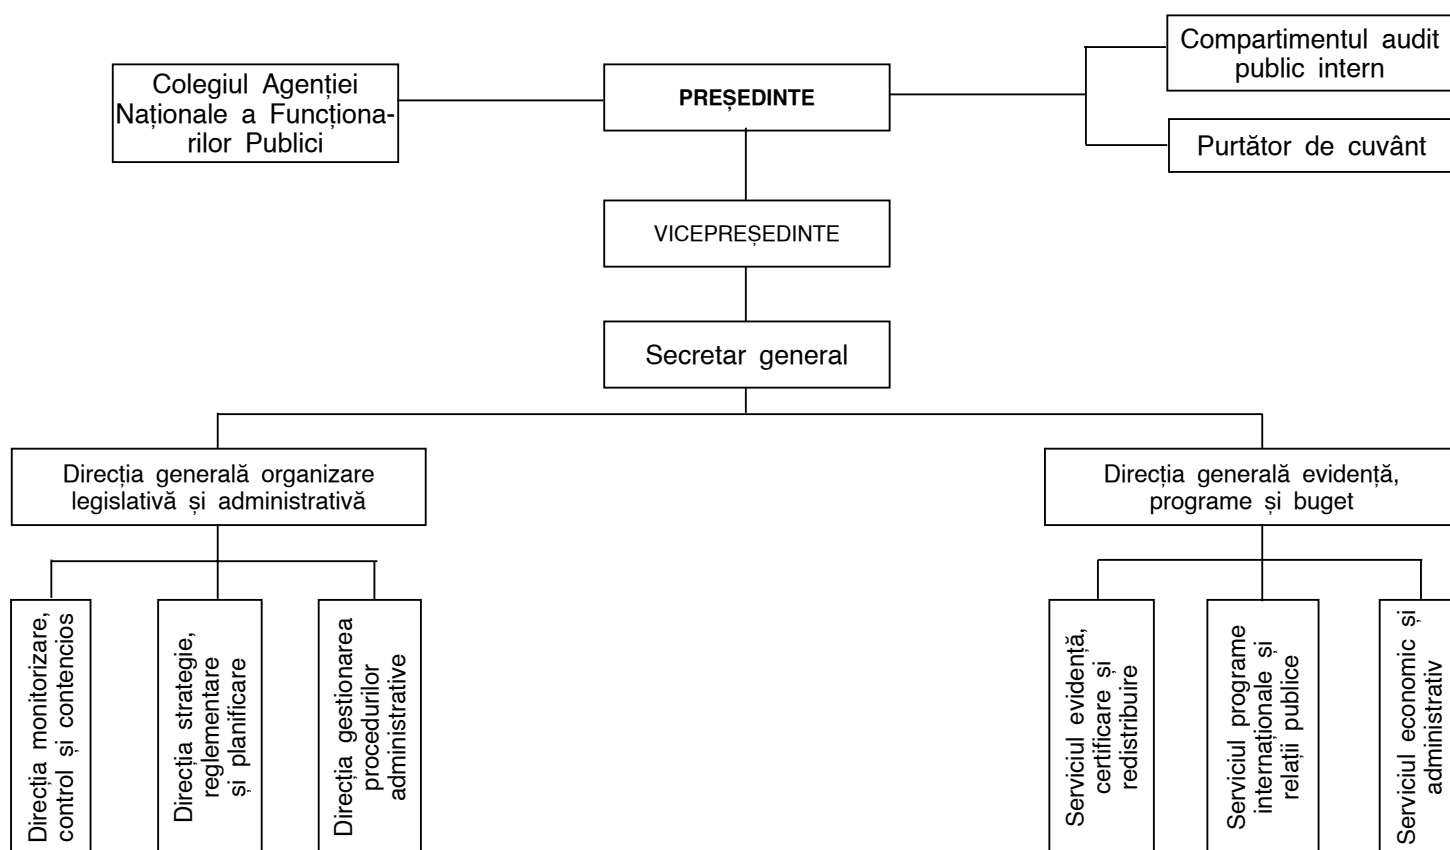 Colegiul Agenției
Naționale a Funcționa-
rilor Publici
PREȘEDINTE
Compartimentul audit
public intern
Purtător de cuvânt
VICEPREȘEDINTE
Secretar general
Direcția generală organizare
legislativă și administrativă
Direcția generală evidență,
programe și buget
Direcția monitorizare,
control și contencios
Direcția strategie,
reglementare
și planificare
Direcția gestionarea
procedurilor
administrative
Serviciul evidență,
certificare și
redistribuire
Serviciul programe
internaționale și
relații publice
Serviciul economic și
administrativ